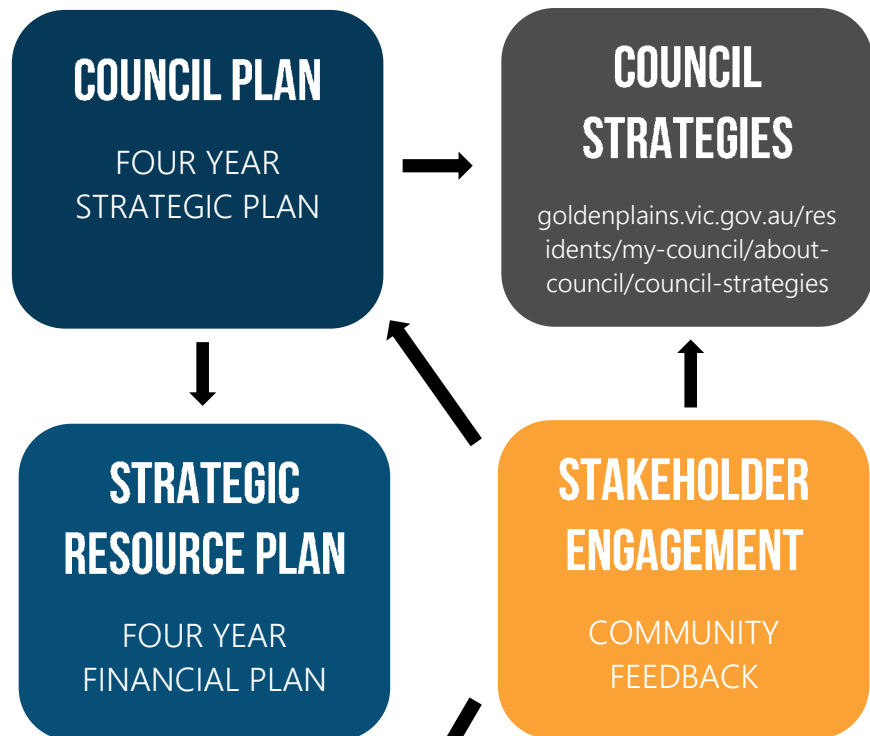 COUNCIL PLAN
FOUR YEAR
STRATEGIC PLAN
COUNCIL
STRATEGIES
goldenplains.vic.gov.au/res
idents/my-council/about-
council/council-strategies
STRATEGIC
RESOURCE PLAN
FOUR YEAR
FINANCIAL PLAN
STAKEHOLDER
ENGAGEMENT
COMMUNITY
FEEDBACK